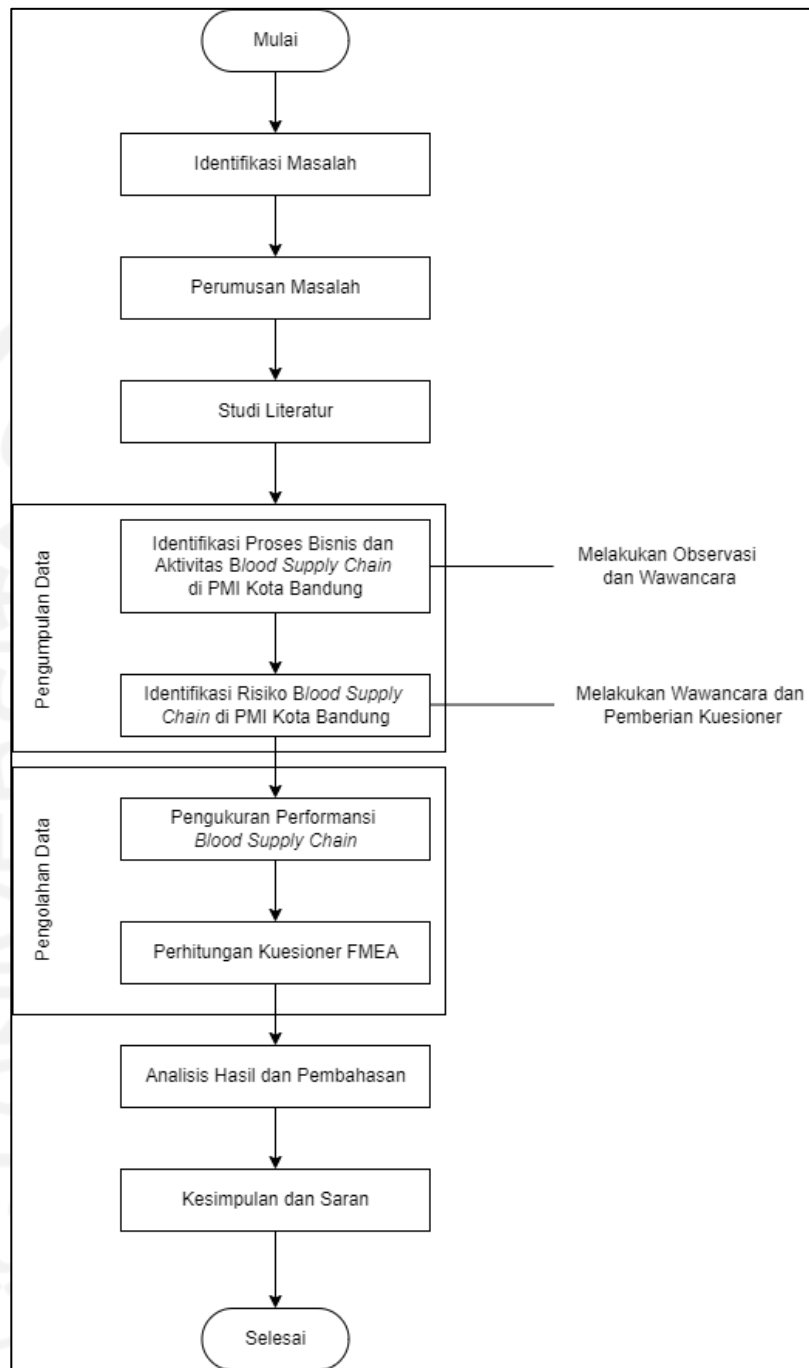 Mulai
Identifikasi Masalah
Perumusan Masalah
Studi Literatur
Pengumpulan Data
Identifikasi Proses Bisnis dan
Aktivitas Blood Supply Chain
di PMI Kota Bandung
Melakukan Observasi
dan Wawancara
Identifikasi Risiko Blood Supply
Chain di PMI Kota Bandung
Melakukan Wawancara dan
Pemberian Kuesioner
Pengolahan Data
Pengukuran Performansi
Blood Supply Chain
Perhitungan Kuesioner FMEA
Analisis Hasil dan Pembahasan
Kesimpulan dan Saran
Selesai